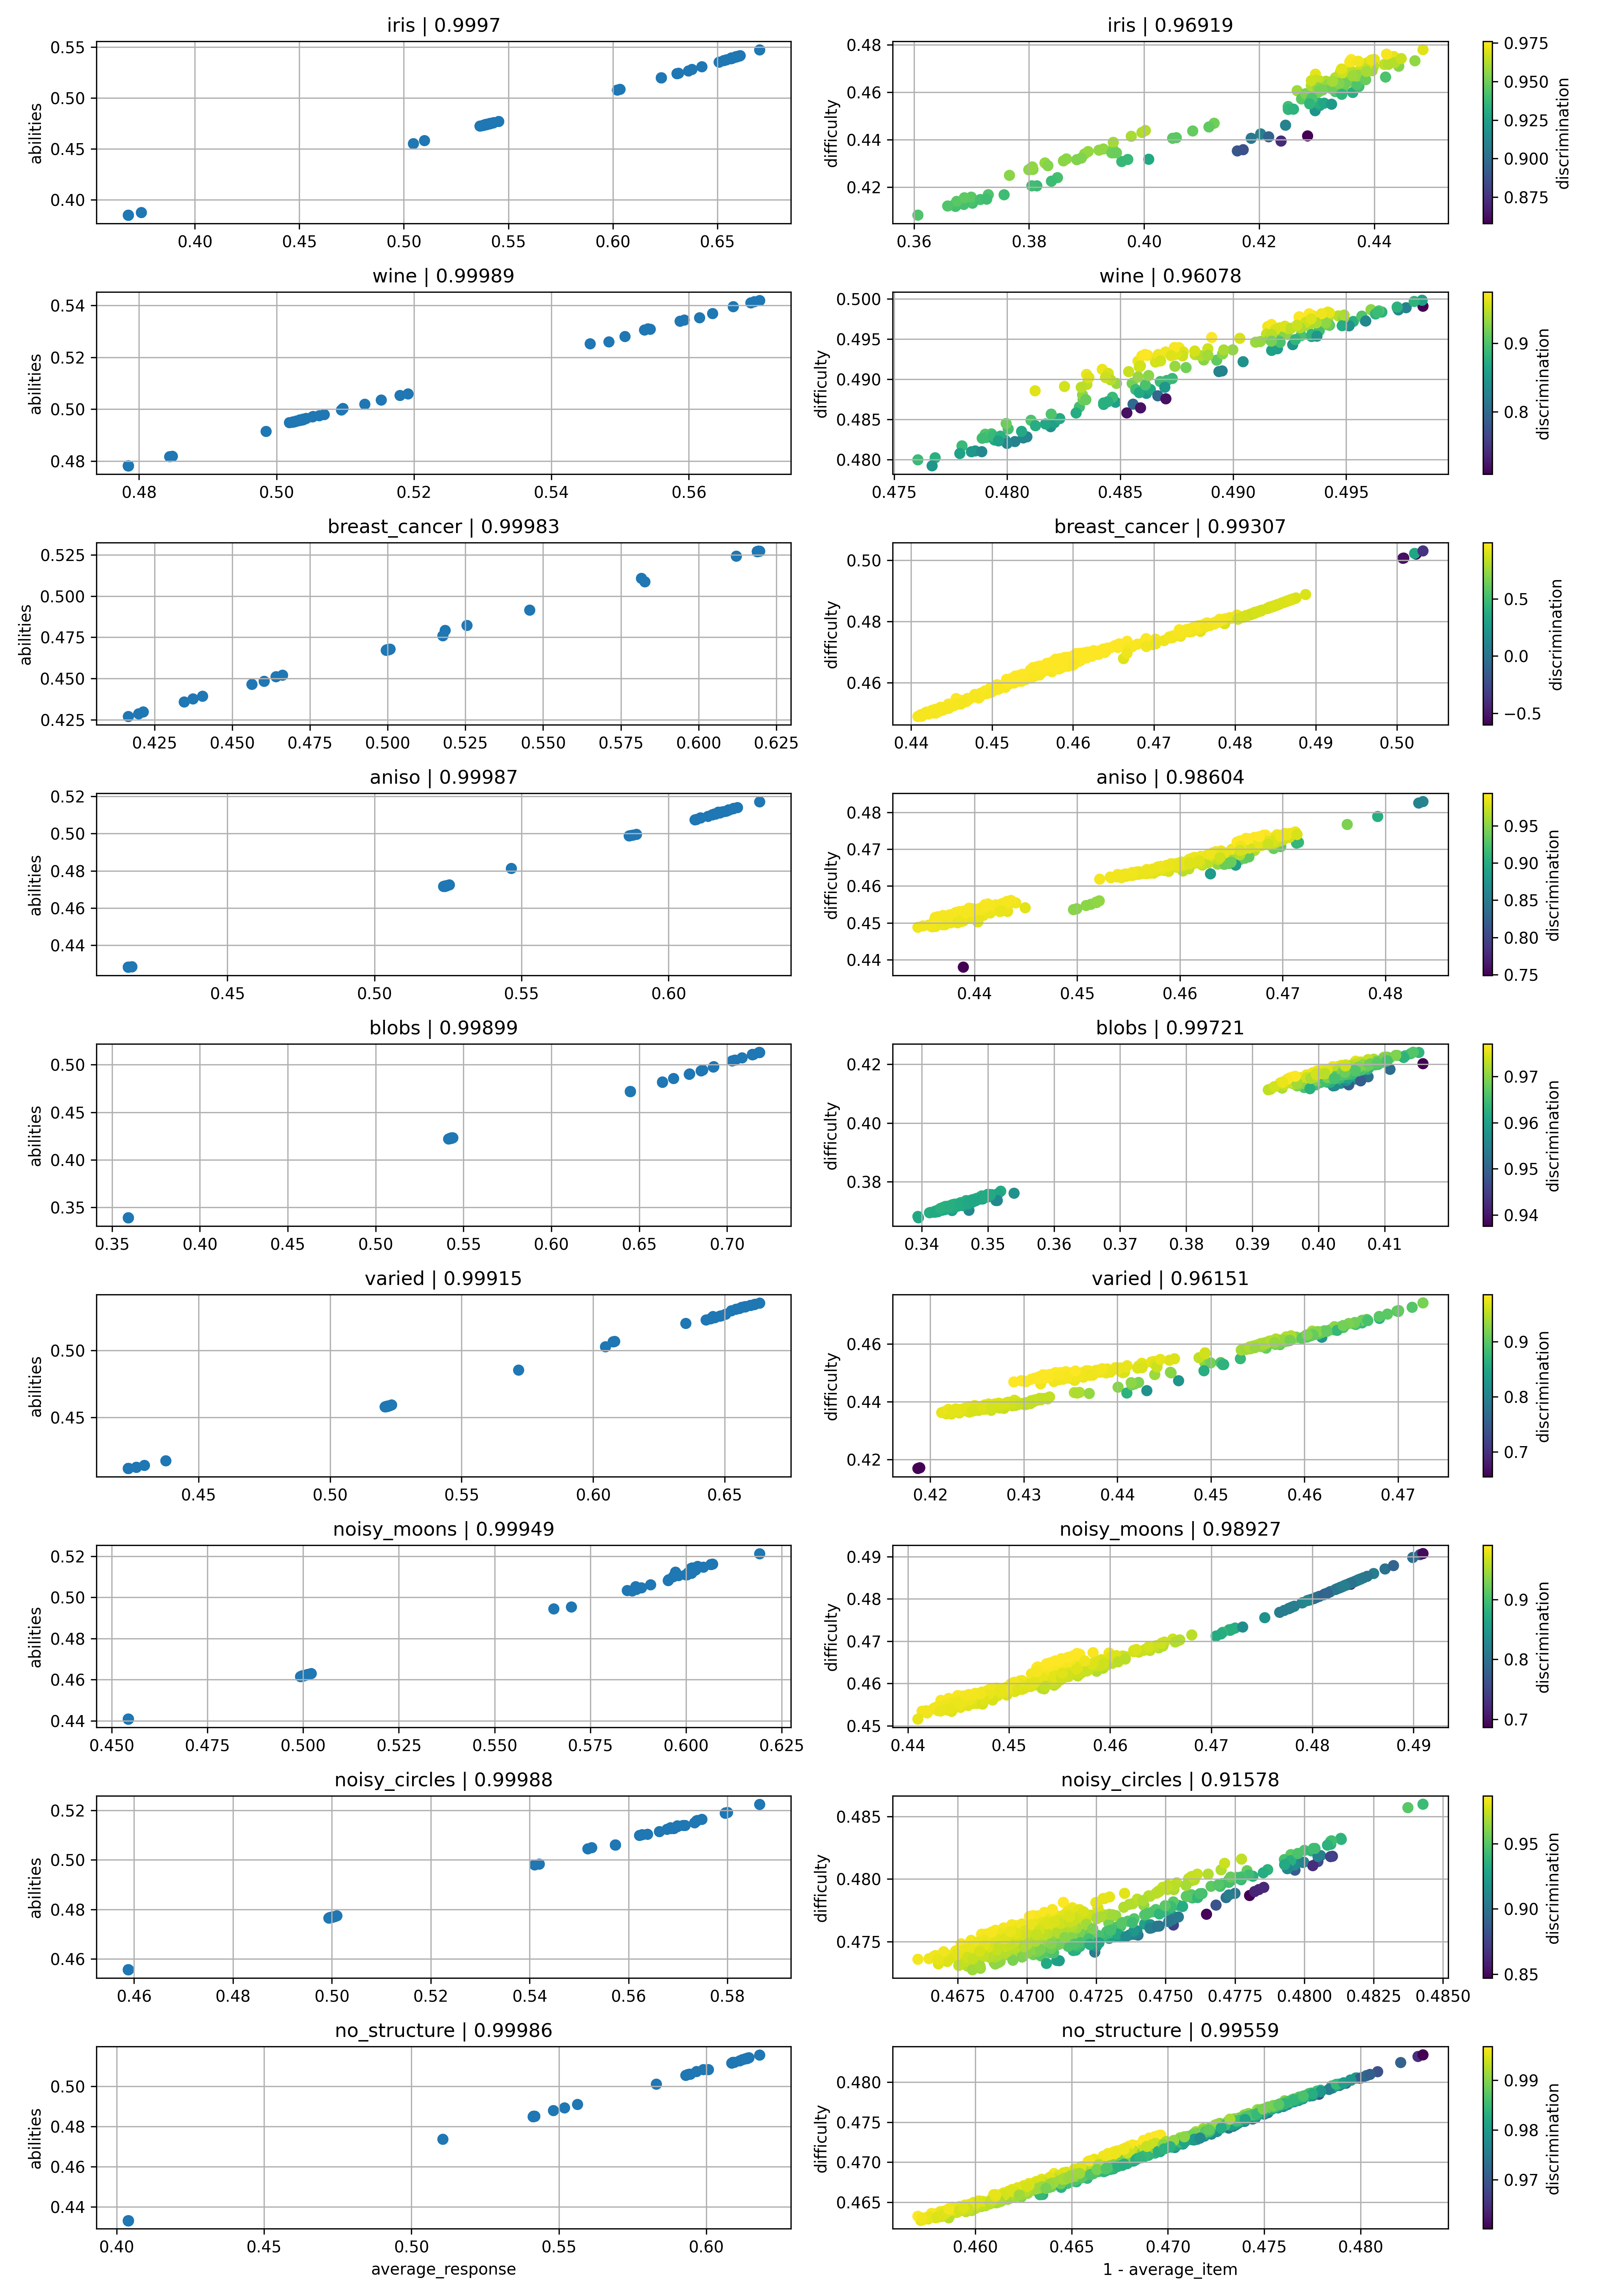 iris | 0.9997
abilities
0.55
0.50
0.45
0.40
0.40 0.45 0.50 0.55 0.60 0.65
iris | 0.96919
difficulty
0.48
0.46
0.44
0.42
0.36 0.38 0.40 0.42 0.44
0.975
0.950
0.925
0.900
0.875
discrimination
wine | 0.99989
abilities
0.54
0.52
0.50
0.48
0.48 0.50 0.52 0.54 0.56
wine | 0.96078
difficulty
0.500
0.495
0.490
0.485
0.480
0.475 0.480 0.485 0.490 0.495
0.9
0.8
discrimination
breast_cancer | 0.99983
abilities
0.525
0.500
0.475
0.450
0.425
0.425 0.450 0.475 0.500 0.525 0.550 0.575 0.600 0.625
breast_cancer | 0.99307
difficulty
0.50
0.48
0.46
0.44 0.45 0.46 0.47 0.48 0.49 0.50
0.5
0.0
−0.5
discrimination
aniso | 0.99987
abilities
0.52
0.50
0.48
0.46
0.44
0.45 0.50 0.55 0.60
aniso | 0.98604
difficulty
0.48
0.47
0.46
0.45
0.44
0.44 0.45 0.46 0.47 0.48
0.95
0.90
0.85
0.80
0.75
discrimination
blobs | 0.99899
abilities
0.50
0.45
0.40
0.35
0.35 0.40 0.45 0.50 0.55 0.60 0.65 0.70
blobs | 0.99721
difficulty
0.42
0.40
0.38
0.34 0.35 0.36 0.37 0.38 0.39 0.40 0.41
0.97
0.96
0.95
0.94
discrimination
varied | 0.99915
abilities
0.50
0.45
0.45 0.50 0.55 0.60 0.65
varied | 0.96151
difficulty
0.46
0.44
0.42
0.42 0.43 0.44 0.45 0.46 0.47
0.9
0.8
0.7
discrimination
noisy_moons | 0.99949
abilities
0.52
0.50
0.48
0.46
0.44
0.450 0.475 0.500 0.525 0.550 0.575 0.600 0.625
noisy_moons | 0.98927
difficulty
0.49
0.48
0.47
0.46
0.45
0.44 0.45 0.46 0.47 0.48 0.49
0.9
0.8
0.7
discrimination
noisy_circles | 0.99988
abilities
0.52
0.50
0.48
0.46
0.46 0.48 0.50 0.52 0.54 0.56 0.58
noisy_circles | 0.91578
difficulty
0.485
0.480
0.475
0.4675 0.4700 0.4725 0.4750 0.4775 0.4800 0.4825 0.4850
0.95
0.90
0.85
discrimination
no_structure | 0.99986
abilities
0.50
0.48
0.46
0.44
0.40 0.45 0.50 0.55 0.60
average_response
no_structure | 0.99559
difficulty
0.480
0.475
0.470
0.465
0.460 0.465 0.470 0.475 0.480
1 - average_item
0.99
0.98
0.97
discrimination